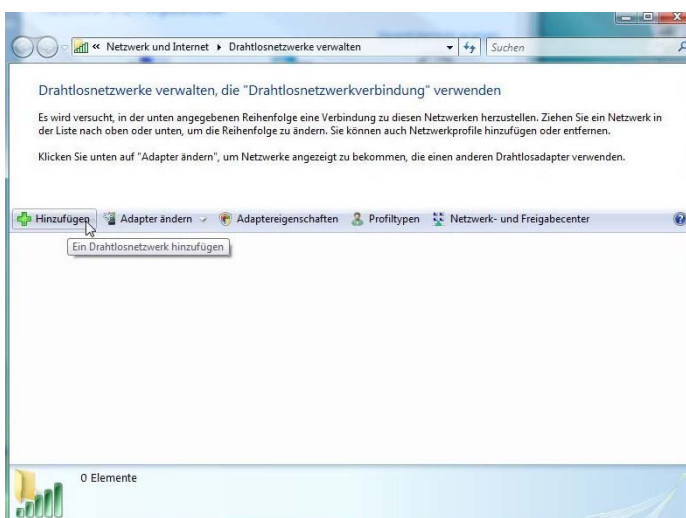 « Netzwerk und Internet ▸ Drahtlosnetzwerke verwalten
Suchen
Drahtlosnetzwerke verwalten, die "Drahtlosnetzwerkverbindung" verwenden
Es wird versucht, in der unten angegebenen Reihenfolge eine Verbindung zu diesen Netzwerken herzustellen. Ziehen Sie ein Netzwerk in
der Liste nach oben oder unten, um die Reihenfolge zu ändern. Sie können auch Netzwerkprofile hinzufügen oder entfernen.
Klicken Sie unten auf "Adapter ändern", um Netzwerke angezeigt zu bekommen, die einen anderen Drahtlosadapter verwenden.
Hinzufügen Adapter ändern Adaptereigenschaften Profiltypen Netzwerk- und Freigabecenter
Ein Drahtlosnetzwerk hinzufügen
0 Elemente